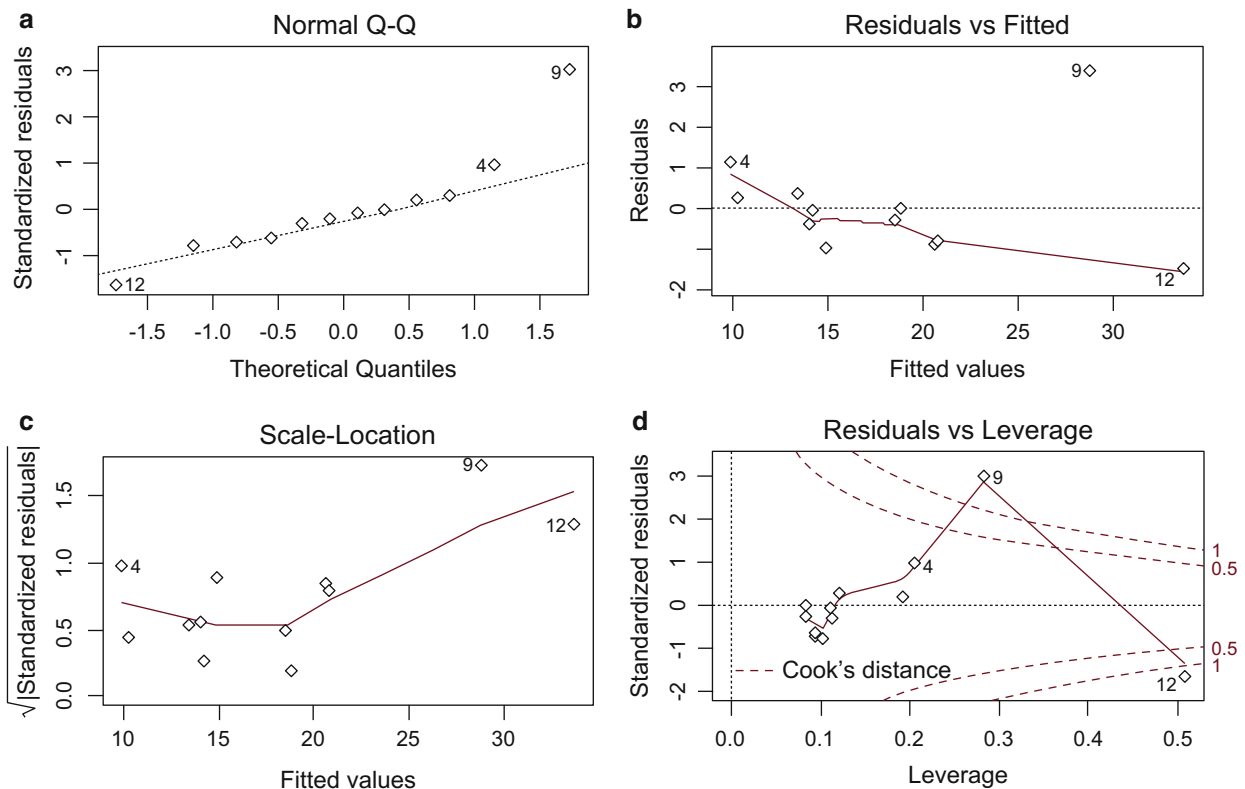 a
Normal Q-Q
Standardized residuals
3
2
1
0
-1
9
4
12
-1.5 -1.0 -0.5 0.0 0.5 1.0 1.5
Theoretical Quantiles
b
Residuals vs Fitted
Residuals
3
2
1
0
-2
9
4
12
10 15 20 25 30
Fitted values
c
Scale-Location
√|Standardized residuals|
1.5
1.0
0.5
0.0
9
12
4
10 15 20 25 30
Fitted values
d
Residuals vs Leverage
Standardized residuals
3
2
1
0
-1
-2
9
4
12
1
0.5
0.5
1
Cook's distance
0.0 0.1 0.2 0.3 0.4 0.5
Leverage